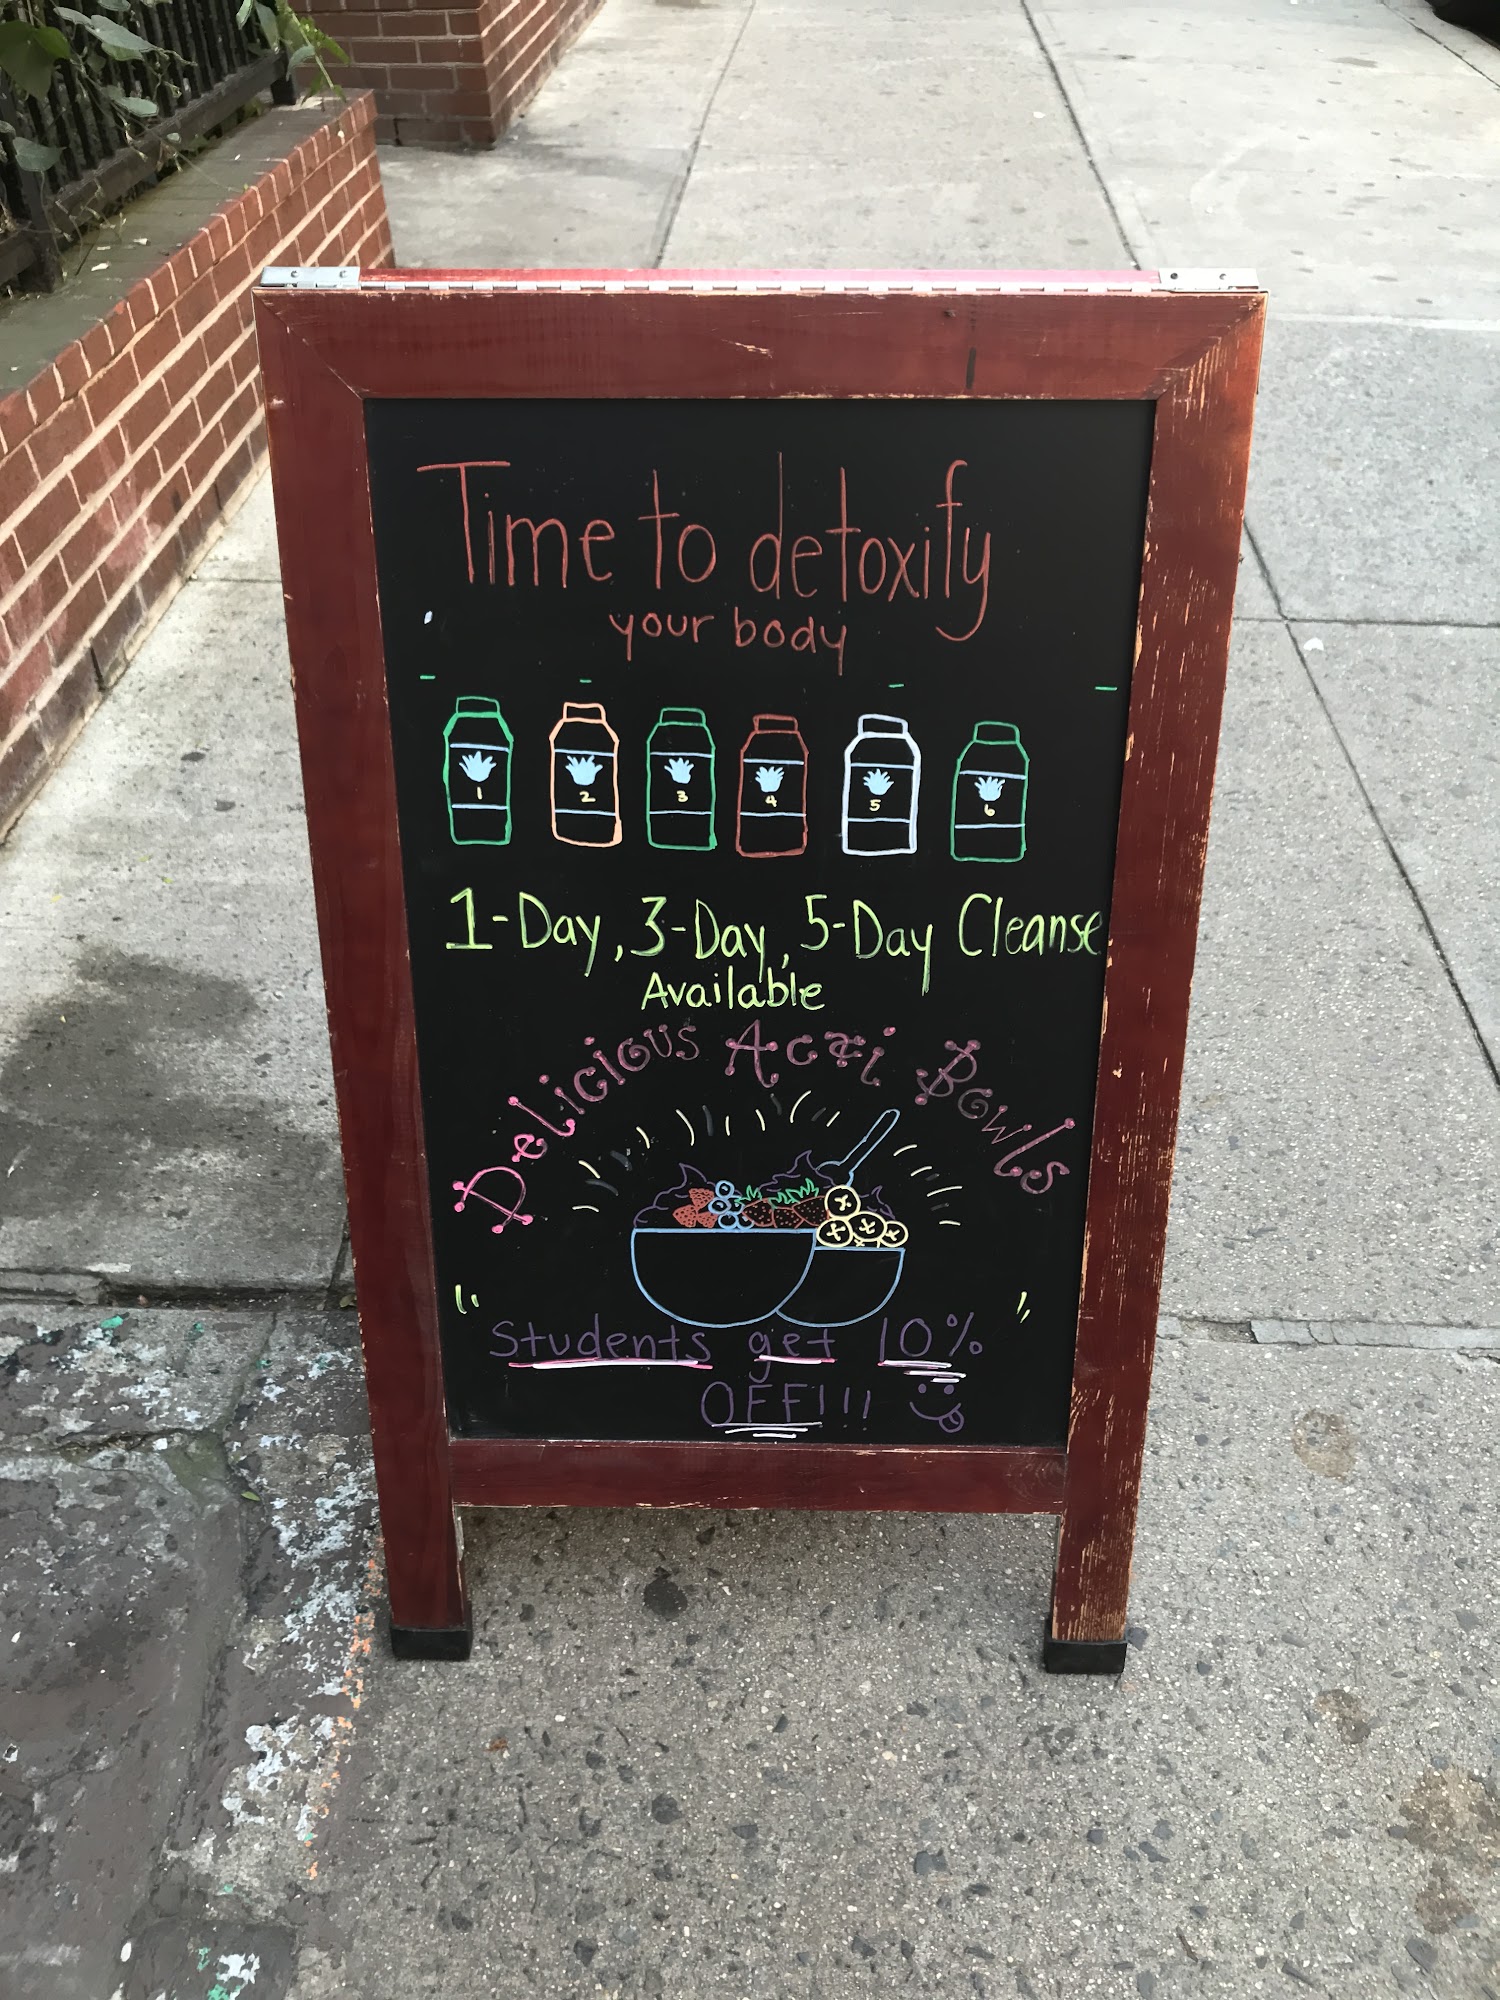 Time to detoxify
your body
1 2 3 4 5 6
1-Day, 3-Day, 5-Day Cleanse
Available
Delicious Acai Bowls
"Students get 10%"
OFF!!!